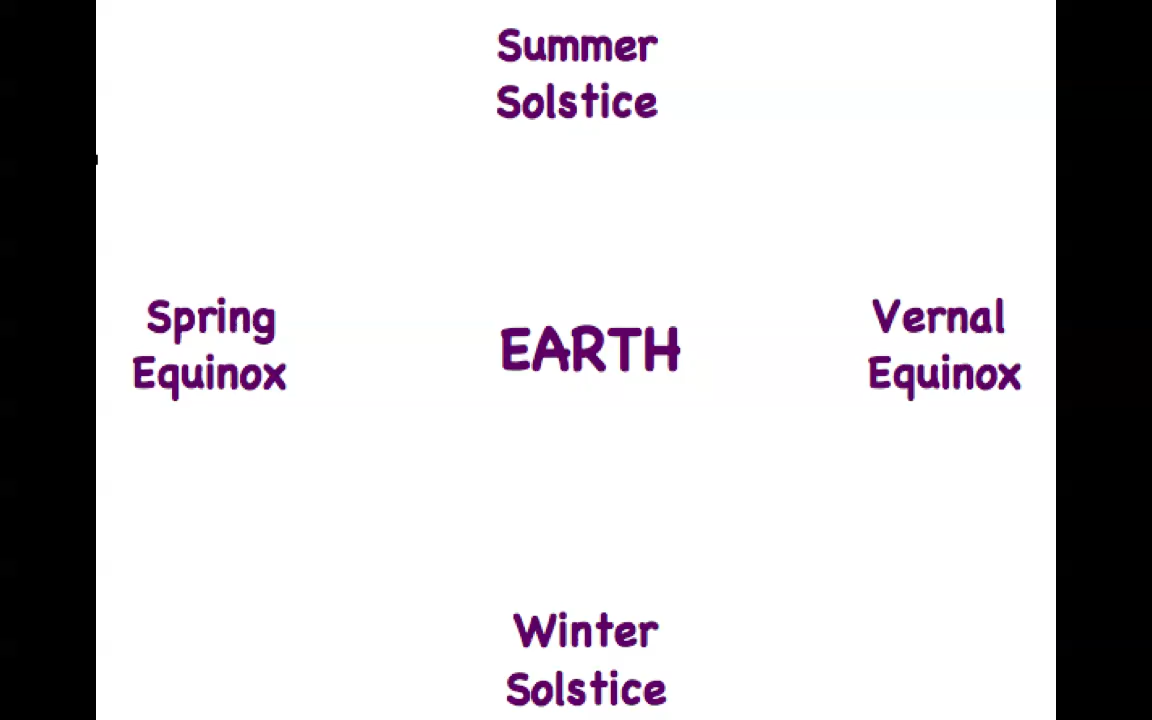 Summer
Solstice
Spring
Equinox
EARTH
Vernal
Equinox
Winter
Solstice